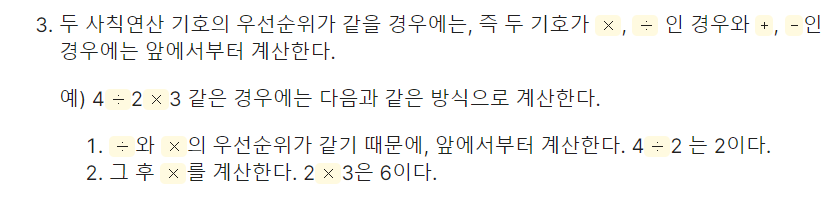 3. 두 사칙연산 기호의 우선순위가 같을 경우에는, 즉 두 기호가 ×, ÷ 인 경우와 +, -인
경우에는 앞에서부터 계산한다.
예) 4 ÷ 2 × 3 같은 경우에는 다음과 같은 방식으로 계산한다.
1. ÷와 ×의 우선순위가 같기 때문에, 앞에서부터 계산한다. 4 ÷ 2 는 2이다.
2. 그 후 ×를 계산한다. 2 × 3은 6이다.